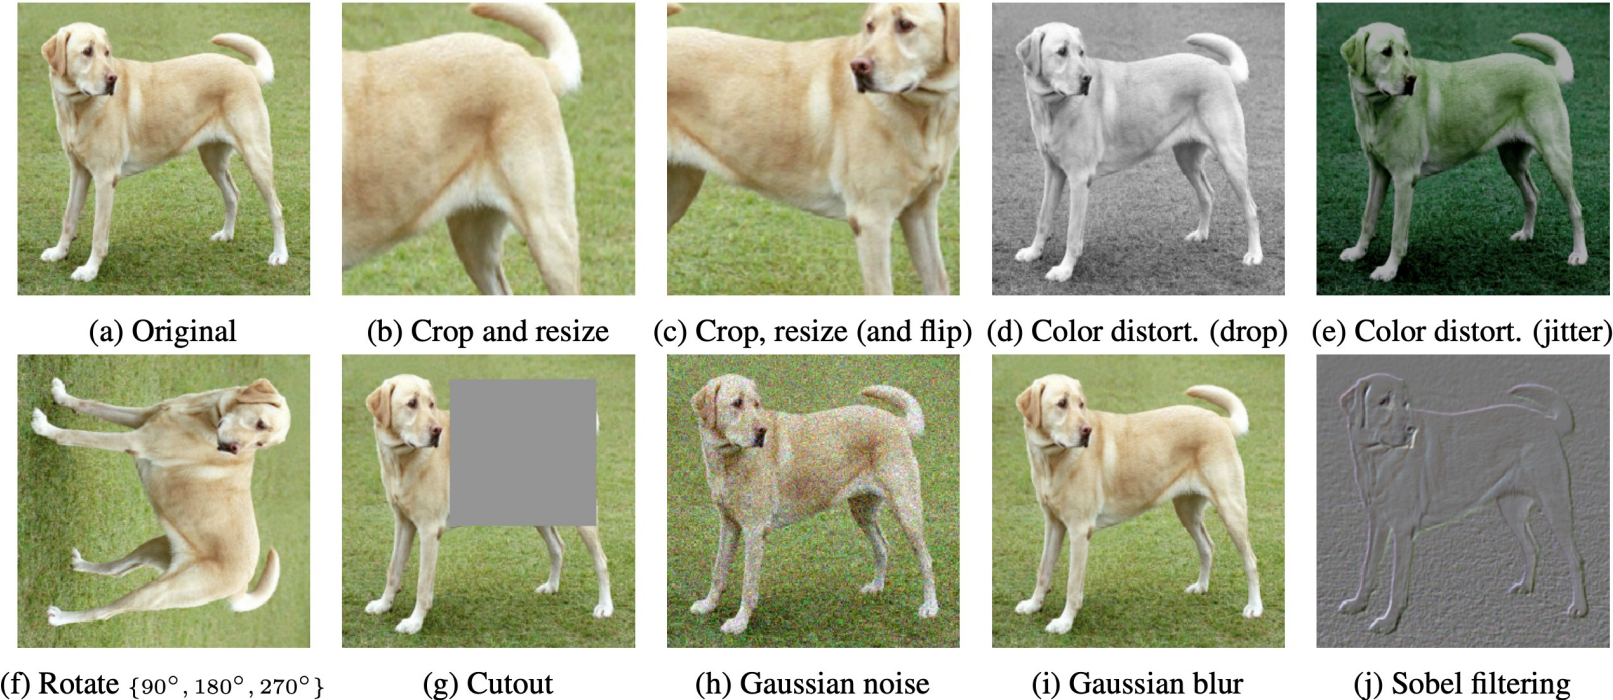 (a) Original
(b) Crop and resize
(c) Crop, resize (and flip)
(d) Color distort. (drop)
(e) Color distort. (jitter)
(f) Rotate {90°, 180°, 270°}
(g) Cutout
(h) Gaussian noise
(i) Gaussian blur
(j) Sobel filtering